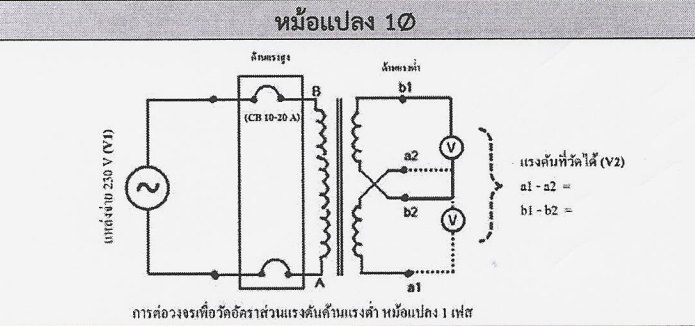 หม้อแปลง 1Ø
ด้านแรงสูง
ด้านแรงต่ำ
B
b1
(CB 10-20 A)
V
แหล่งจ่าย 230 V (V1)
a2
แรงดันที่วัดได้ (V2)
a1 - a2 =
b2
b1 - b2 =
V
A
a1
การต่อวงจรเพื่อวัดอัตราส่วนแรงดันด้านแรงต่ำ หม้อแปลง 1 เฟส